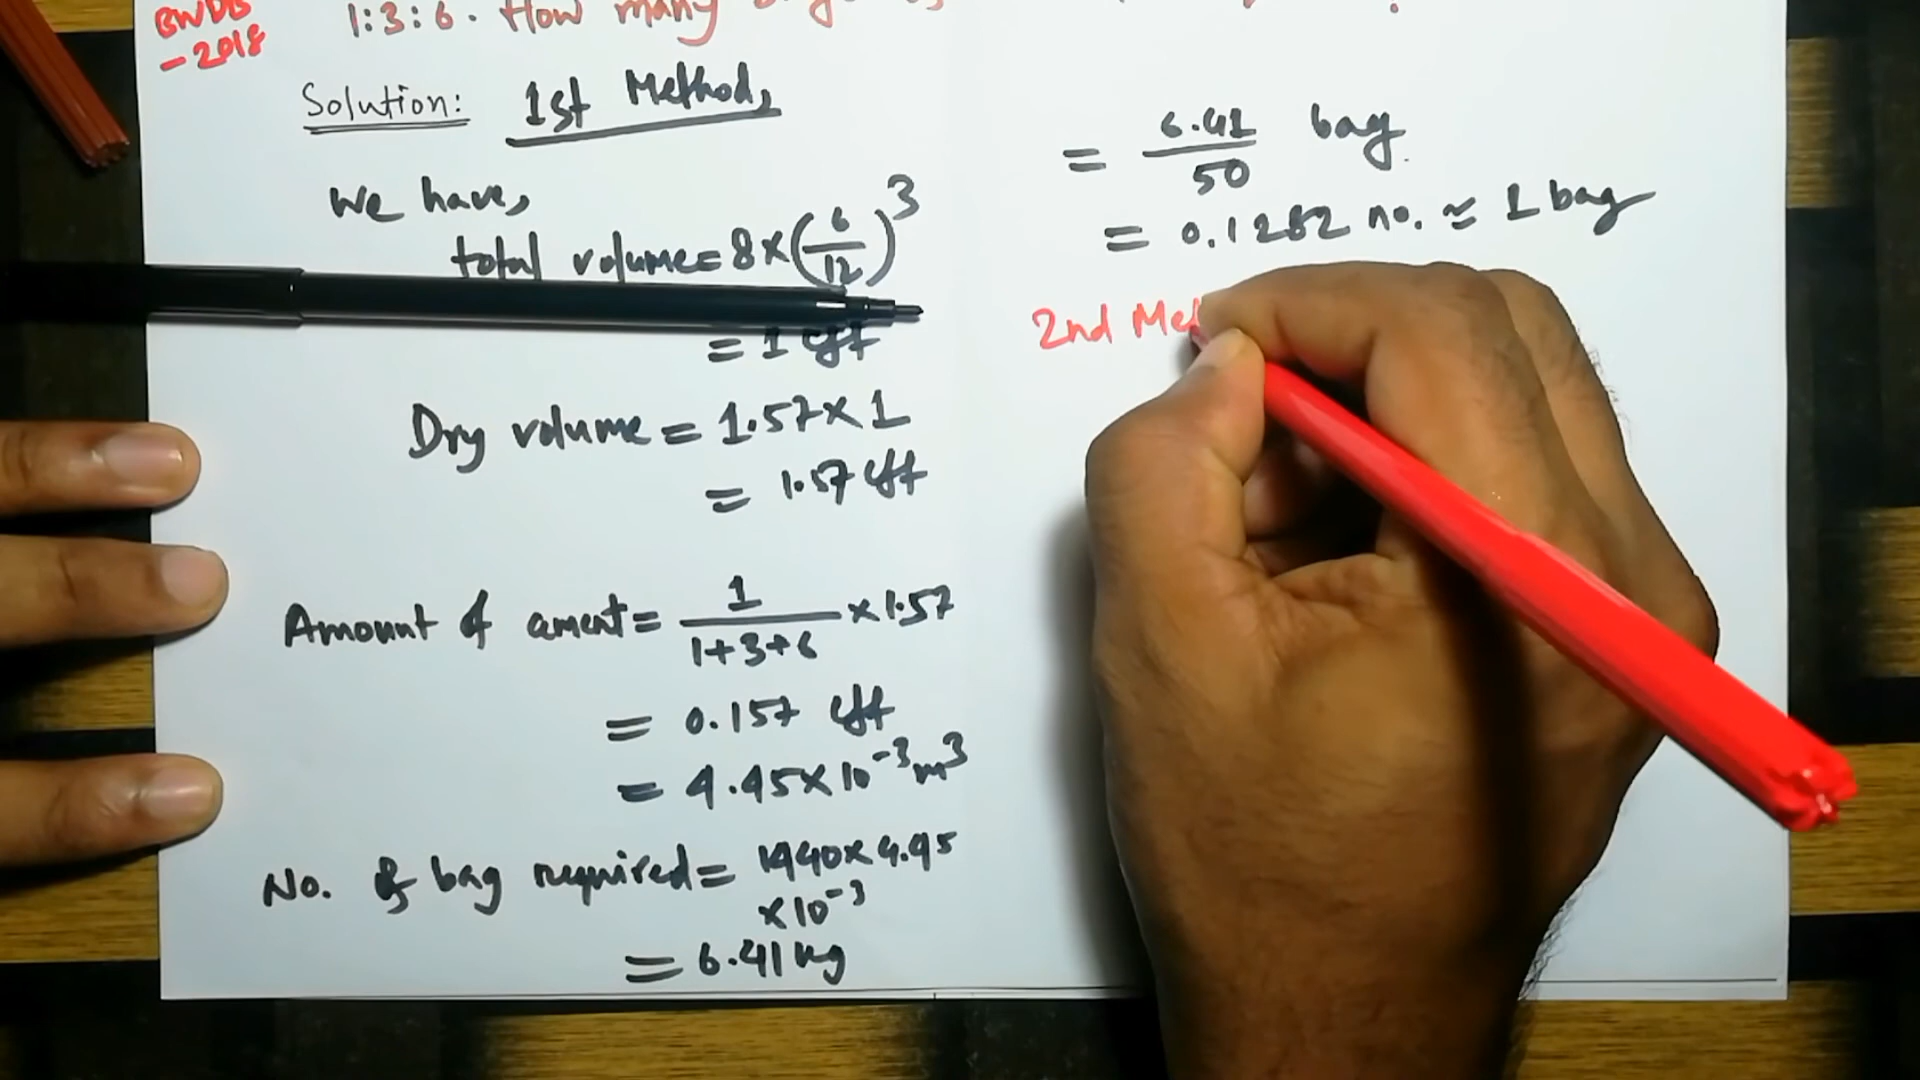 BWDB
-2018
1:3:6. How many
Solution: 1st Method,
We have,
total volume = 8 × (6/12)^3
= 1 cft
Dry volume = 1.57 × 1
= 1.57 cft
Amount of cement = 1/(1+3+6) × 1.57
= 0.157 cft
= 4.45 × 10^-3 m^3
No. of bag required = 1440 × 4.45
× 10^-3
= 6.41 kg
= 6.41/50 bag
= 0.1282 no. ≈ 1 bag
2nd Met